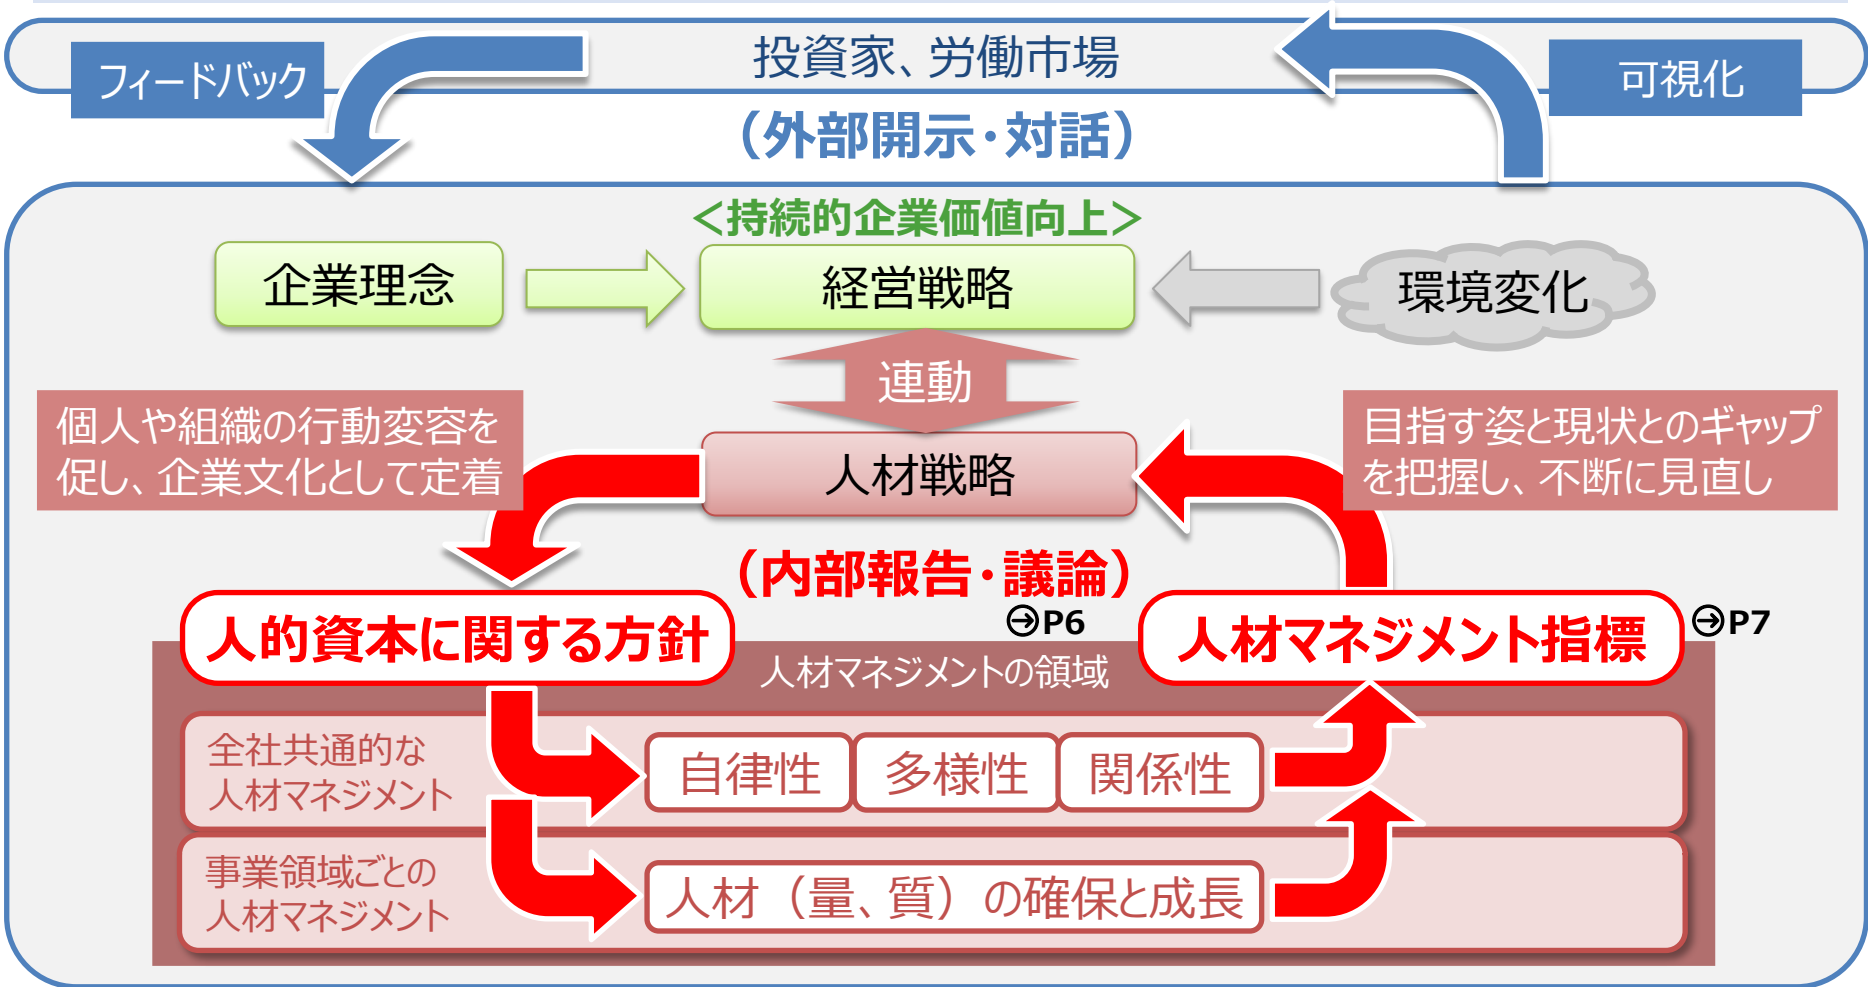 投資家、労働市場
フィードバック
可視化
（外部開示・対話）
＜持続的企業価値向上＞
企業理念
経営戦略
環境変化
連動
個人や組織の行動変容を
促し、企業文化として定着
目指す姿と現状とのギャップ
を把握し、不断に見直し
人材戦略
（内部報告・議論）
人的資本に関する方針
→P6
人材マネジメント指標
→P7
人材マネジメントの領域
全社共通的な
人材マネジメント
自律性
多様性
関係性
事業領域ごとの
人材マネジメント
人材（量、質）の確保と成長